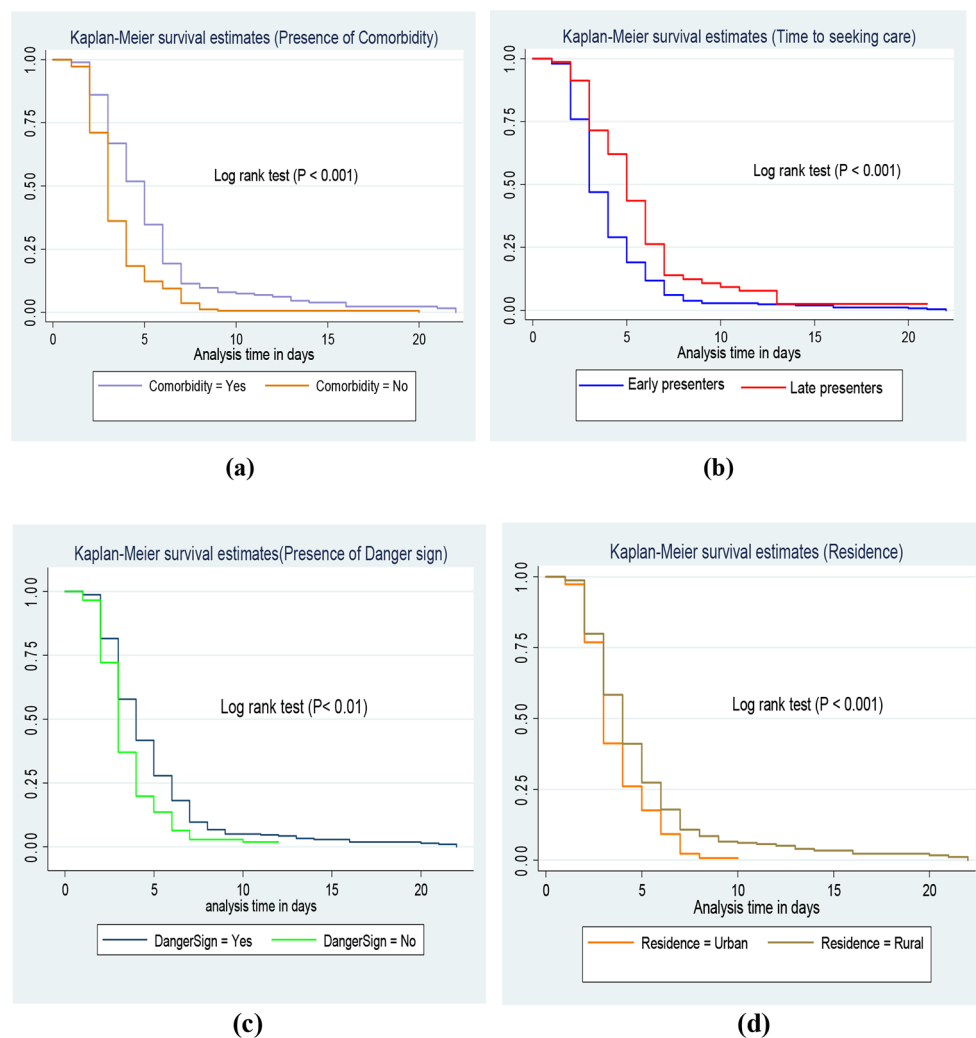 Kaplan-Meier survival estimates (Presence of Comorbidity)
1.00
0.75
0.50
0.25
0.00
Log rank test (P < 0.001)
0 5 10 15 20
Analysis time in days
Comorbidity = Yes Comorbidity = No
(a)
Kaplan-Meier survival estimates (Time to seeking care)
1.00
0.75
0.50
0.25
0.00
Log rank test (P < 0.001)
0 5 10 15 20
Analysis time in days
Early presenters Late presenters
(b)
Kaplan-Meier survival estimates(Presence of Danger sign)
1.00
0.75
0.50
0.25
0.00
Log rank test (P< 0.01)
0 5 10 15 20
analysis time in days
DangerSign = Yes DangerSign = No
(c)
Kaplan-Meier survival estimates (Residence)
1.00
0.75
0.50
0.25
0.00
Log rank test (P < 0.001)
0 5 10 15 20
Analysis time in days
Residence = Urban Residence = Rural
(d)